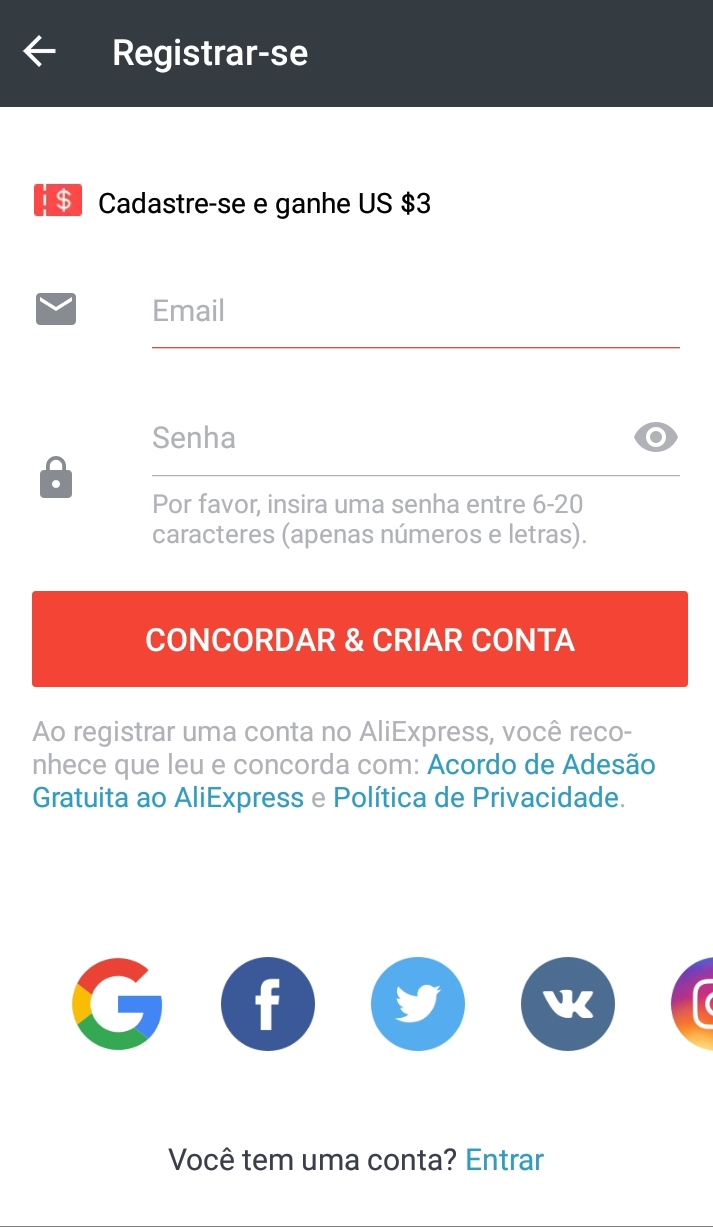 Registrar-se
Cadastre-se e ganhe US $3
Email
Senha
Por favor, insira uma senha entre 6-20
caracteres (apenas números e letras).
CONCORDAR & CRIAR CONTA
Ao registrar uma conta no AliExpress, você reco-
nhece que leu e concorda com: Acordo de Adesão
Gratuita ao AliExpress e Política de Privacidade.
Você tem uma conta? Entrar